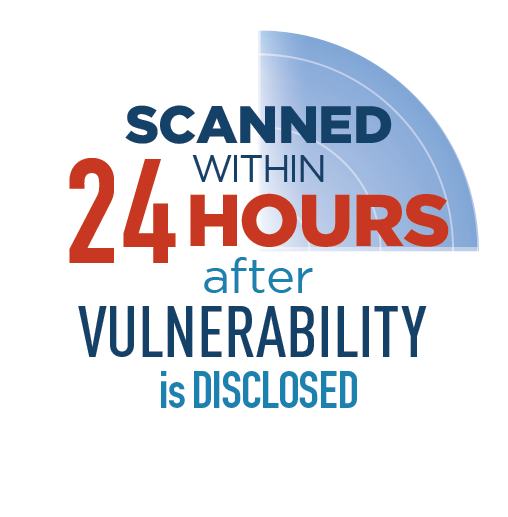 SCANNED
WITHIN
24 HOURS
after
VULNERABILITY
is DISCLOSED